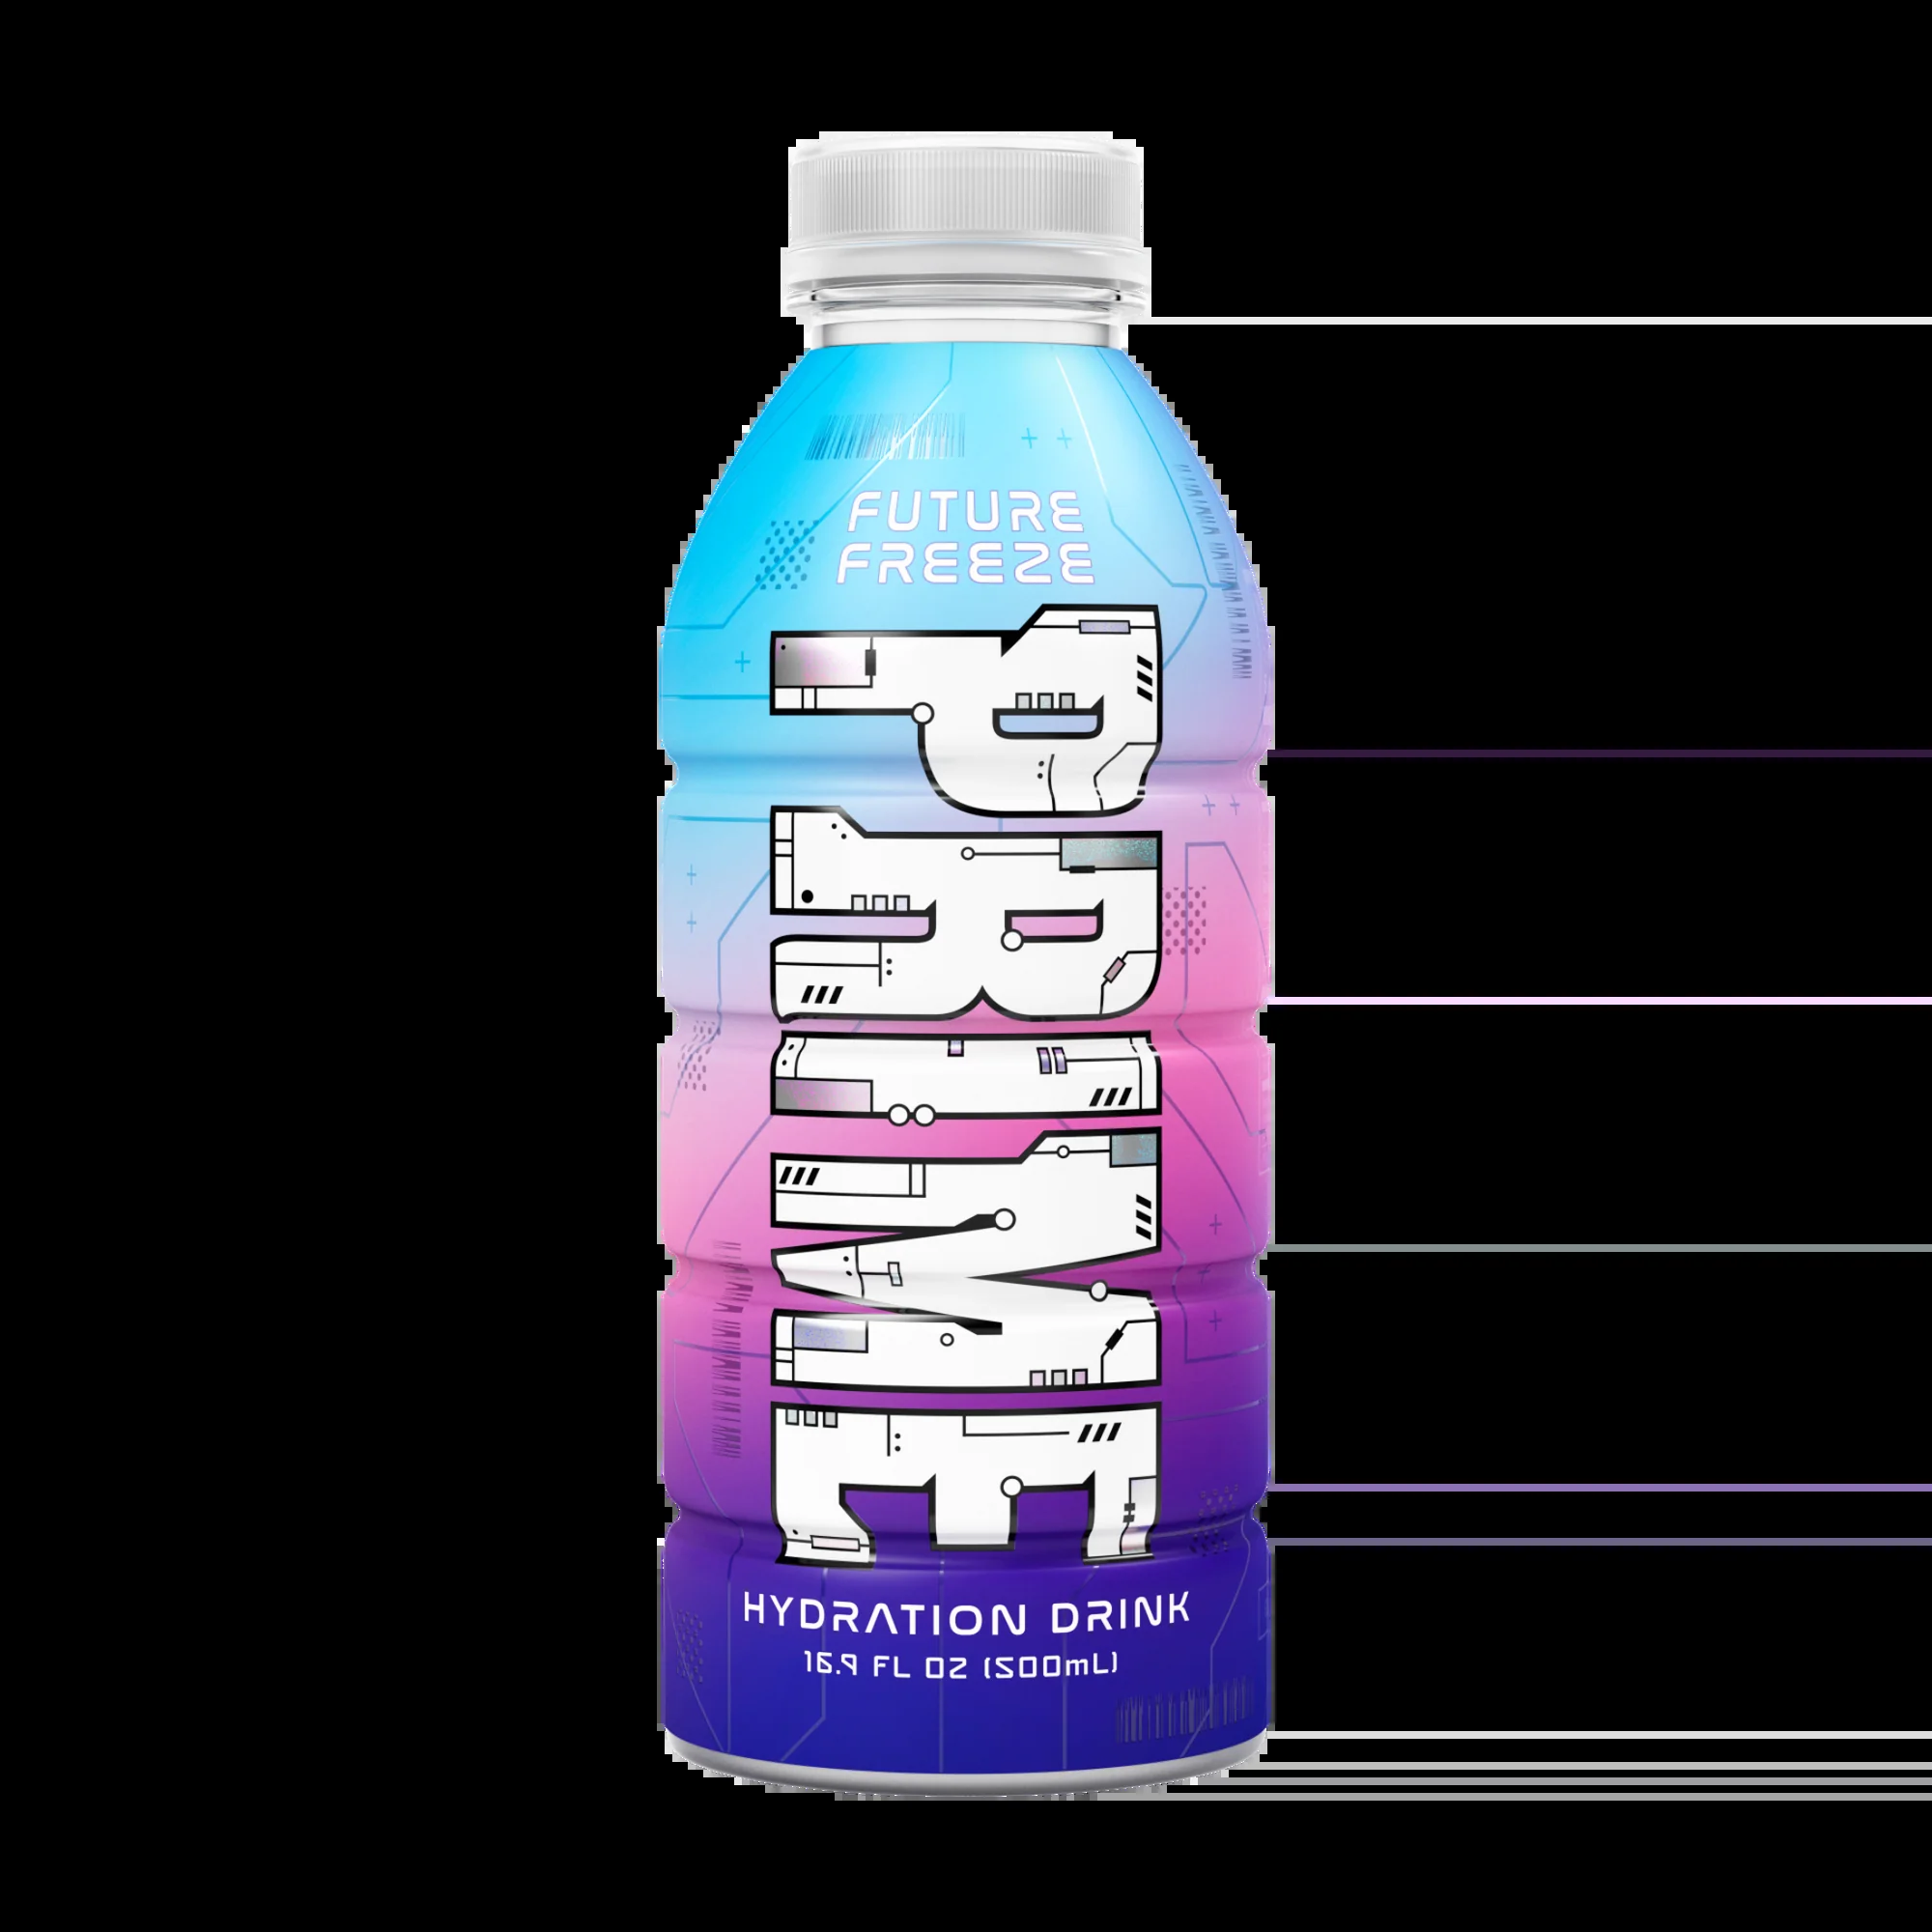 FUTURE
FREEZE
PRIME
HYDRATION DRINK
16.9 FL OZ (500mL)